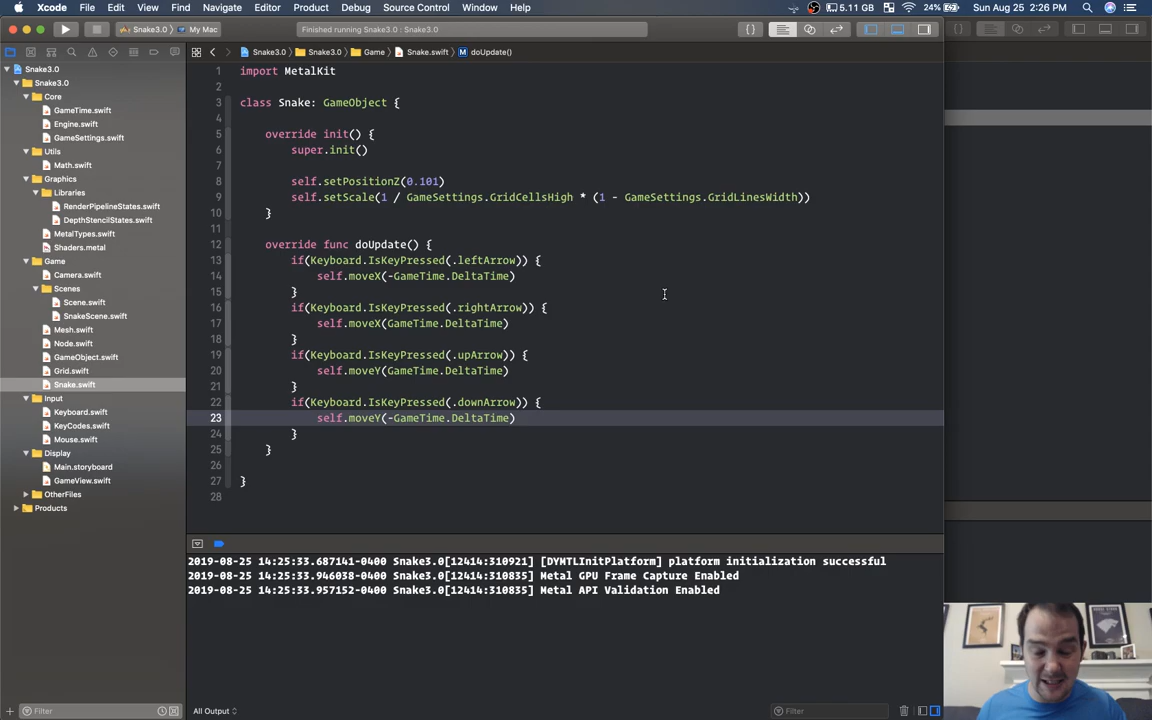 Xcode File Edit View Find Navigate Editor Product Debug Source Control Window Help 5.11 GB 24% Sun Aug 25 2:26 PM
Snake3.0 My Mac Finished running Snake3.0 : Snake3.0 { }
Snake3.0 Snake3.0 Game Snake.swift M doUpdate()
Snake3.0
Snake3.0
Core
GameTime.swift
Engine.swift
GameSettings.swift
Utils
Math.swift
Graphics
Libraries
RenderPipelineStates.swift
DepthStencilStates.swift
MetalTypes.swift
Shaders.metal
Game
Camera.swift
Scenes
Scene.swift
SnakeScene.swift
Mesh.swift
Node.swift
GameObject.swift
Grid.swift
Snake.swift
Input
Keyboard.swift
KeyCodes.swift
Mouse.swift
Display
Main.storyboard
GameView.swift
OtherFiles
Products
Filter
1 import MetalKit
2
3 class Snake: GameObject {
4
5 override init() {
6 super.init()
7
8 self.setPositionZ(0.101)
9 self.setScale(1 / GameSettings.GridCellsHigh * (1 - GameSettings.GridLinesWidth))
10 }
11
12 override func doUpdate() {
13 if(Keyboard.IsKeyPressed(.leftArrow)) {
14 self.moveX(-GameTime.DeltaTime)
15 }
16 if(Keyboard.IsKeyPressed(.rightArrow)) {
17 self.moveX(GameTime.DeltaTime)
18 }
19 if(Keyboard.IsKeyPressed(.upArrow)) {
20 self.moveY(GameTime.DeltaTime)
21 }
22 if(Keyboard.IsKeyPressed(.downArrow)) {
23 self.moveY(-GameTime.DeltaTime)
24 }
25 }
26
27 }
28
2019-08-25 14:25:33.687141-0400 Snake3.0[12414:310921] [DYMTLInitPlatform] platform initialization successful
2019-08-25 14:25:33.946038-0400 Snake3.0[12414:310835] Metal GPU Frame Capture Enabled
2019-08-25 14:25:33.957152-0400 Snake3.0[12414:310835] Metal API Validation Enabled
All Output Filter